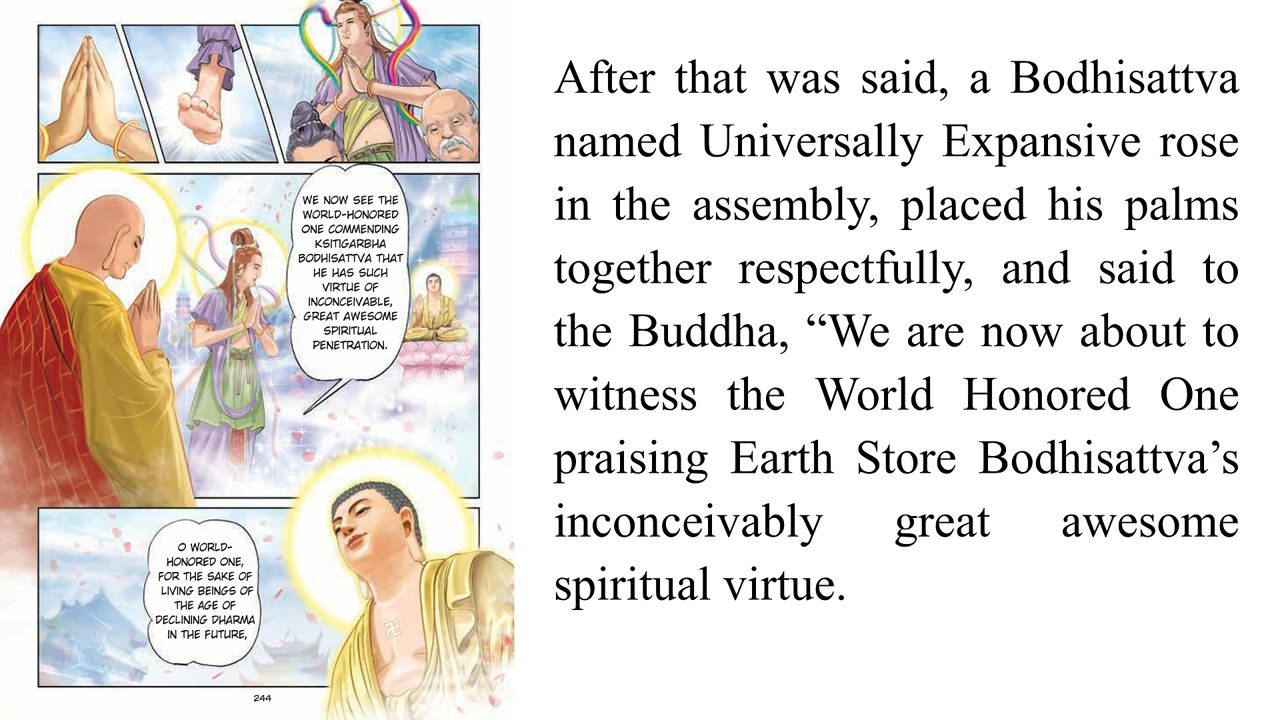 WE NOW SEE THE
WORLD-HONORED
ONE COMMENDING
KSITIGARBHA
BODHISATTVA THAT
HE HAS SUCH
VIRTUE OF
INCONCEIVABLE,
GREAT AWESOME
SPIRITUAL
PENETRATION.
O WORLD-
HONORED ONE,
FOR THE SAKE OF
LIVING BEINGS OF
THE AGE OF
DECLINING DHARMA
IN THE FUTURE,
卍
244
After that was said, a Bodhisattva
named Universally Expansive rose
in the assembly, placed his palms
together respectfully, and said to
the Buddha, “We are now about to
witness the World Honored One
praising Earth Store Bodhisattva’s
inconceivably great awesome
spiritual virtue.